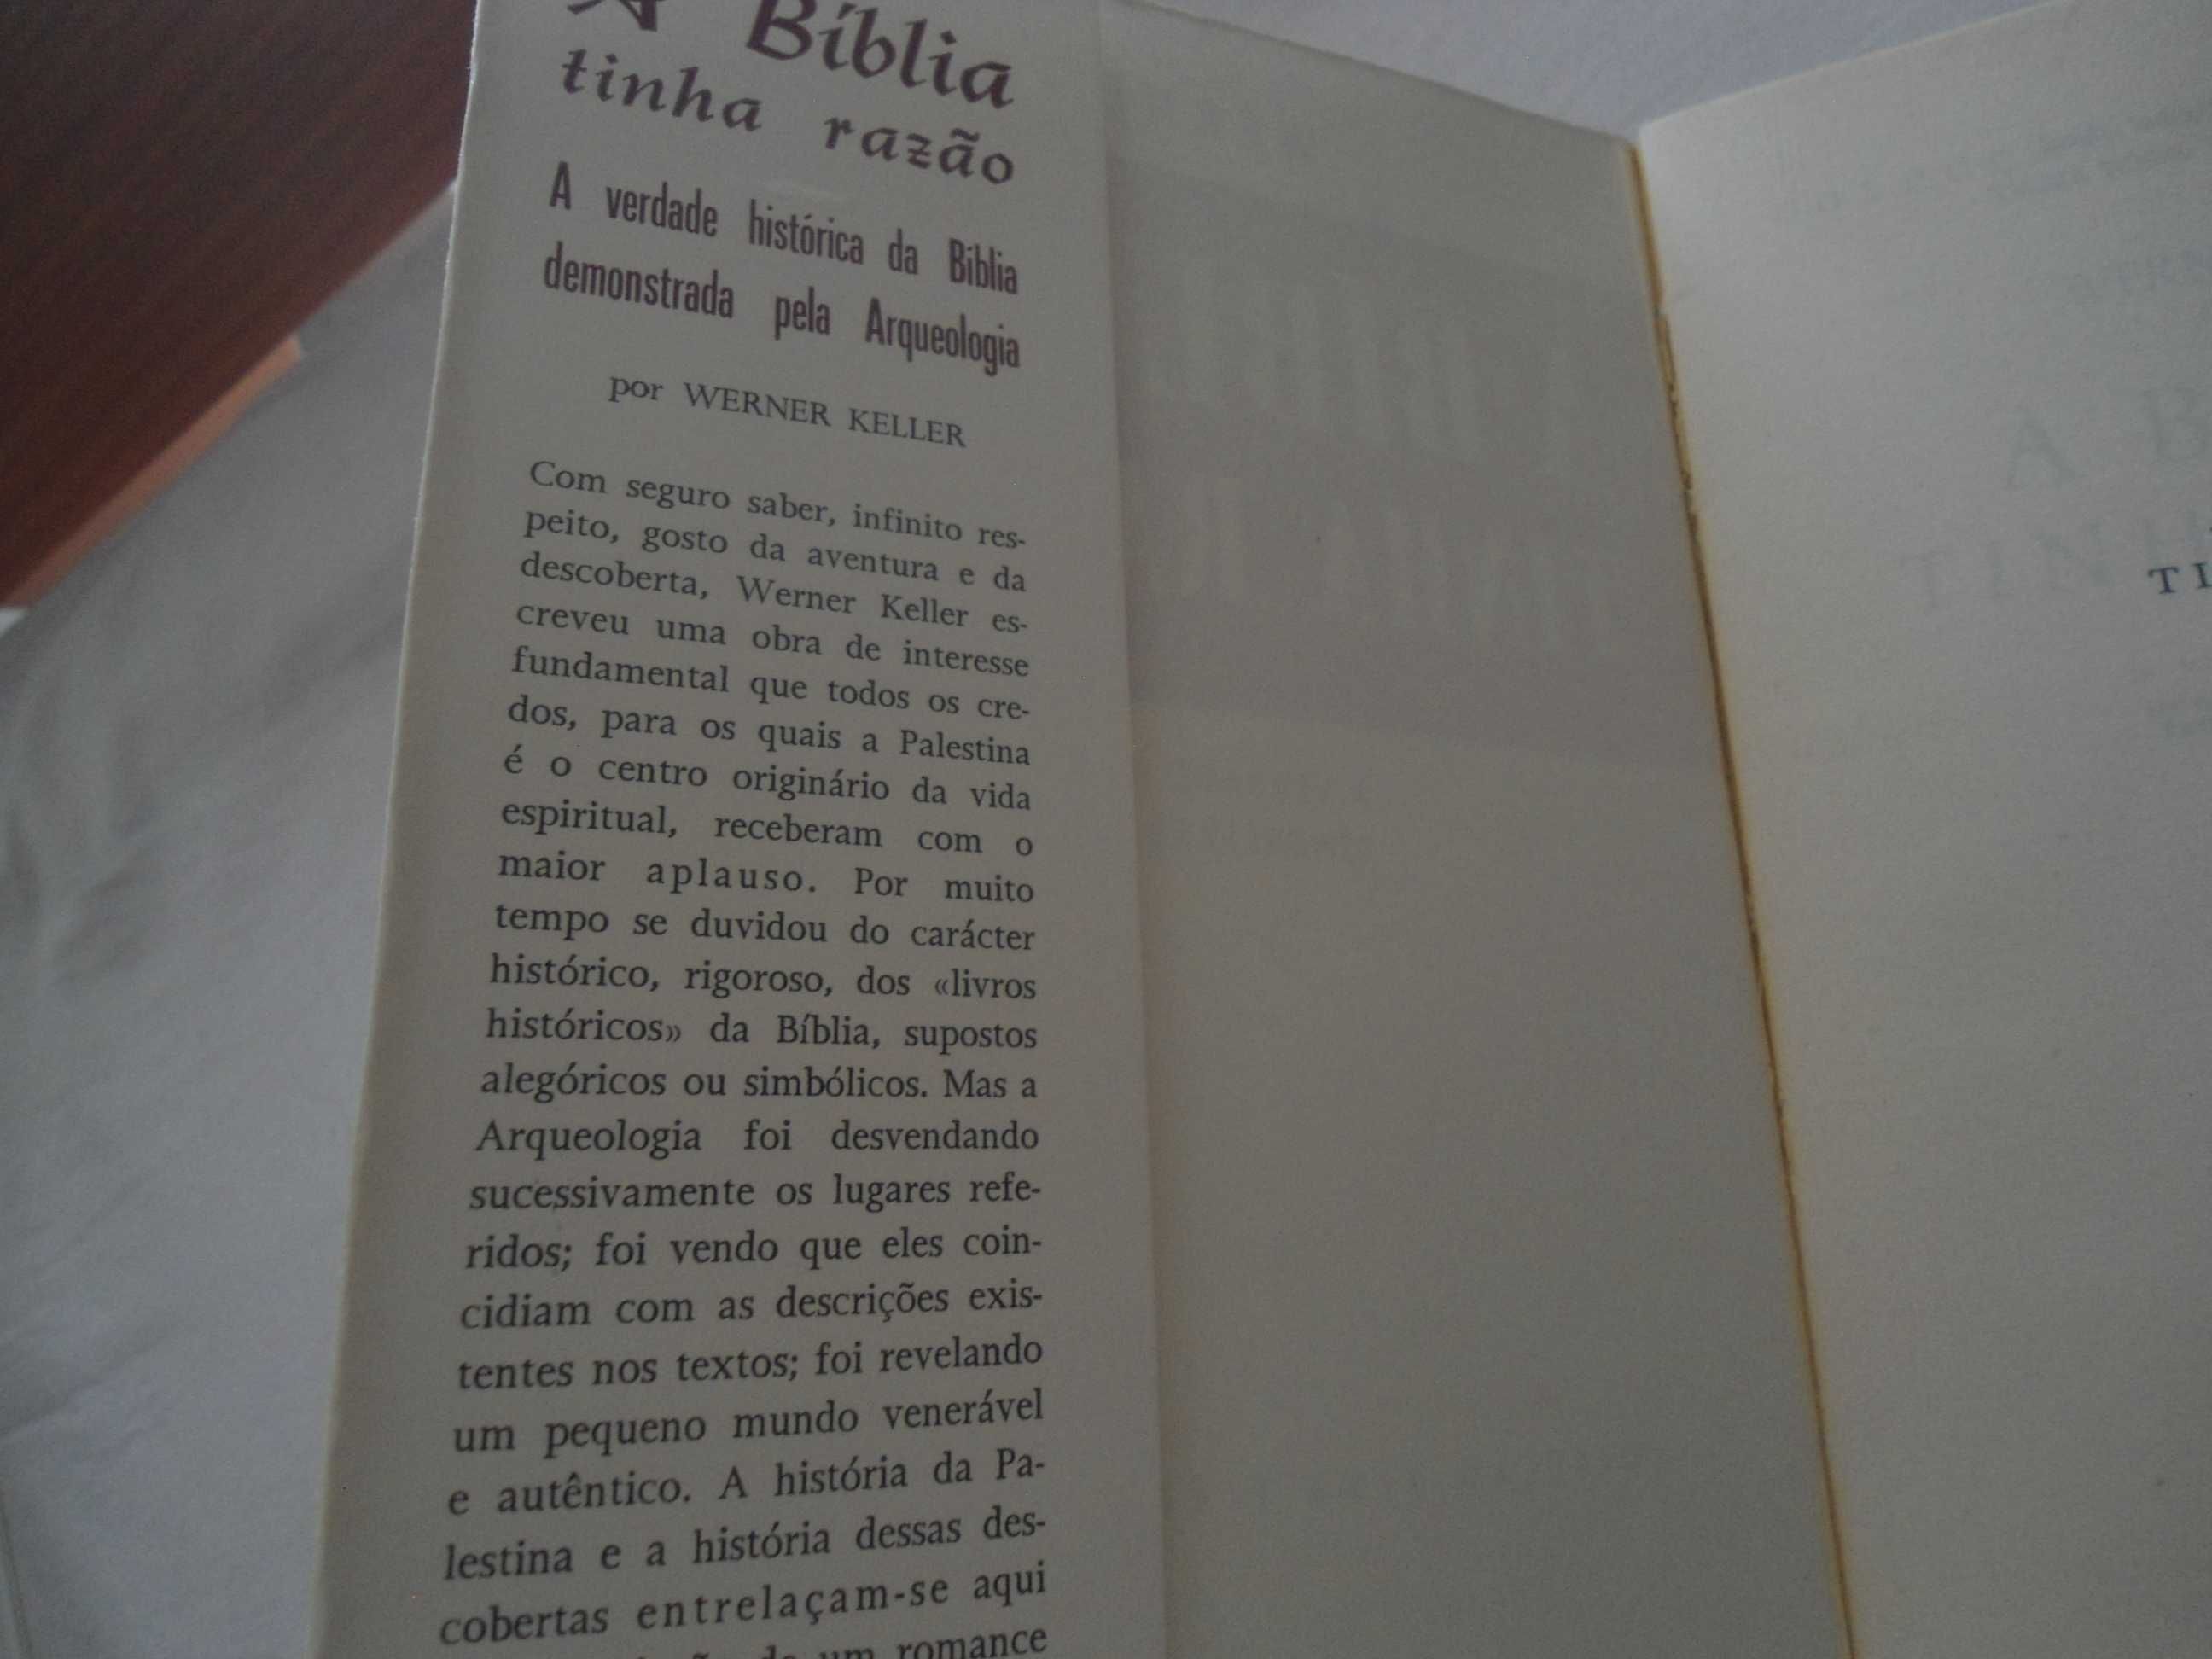 A Bíblia
tinha razão
A verdade histórica da Bíblia
demonstrada pela Arqueologia
por WERNER KELLER
Com seguro saber, infinito res-
peito, gosto da aventura e da
descoberta, Werner Keller es-
creveu uma obra de interesse
fundamental que todos os cre-
dos, para os quais a Palestina
é o centro originário da vida
espiritual, receberam com o
maior aplauso. Por muito
tempo se duvidou do carácter
histórico, rigoroso, dos «livros
históricos» da Bíblia, supostos
alegóricos ou simbólicos. Mas a
Arqueologia foi desvendando
sucessivamente os lugares refe-
ridos; foi vendo que eles coin-
cidiam com as descrições exis-
tentes nos textos; foi revelando
um pequeno mundo venerável
e autêntico. A história da Pa-
lestina e a história dessas des-
cobertas entrelaçam-se aqui
um romance
A B
TINH
TI